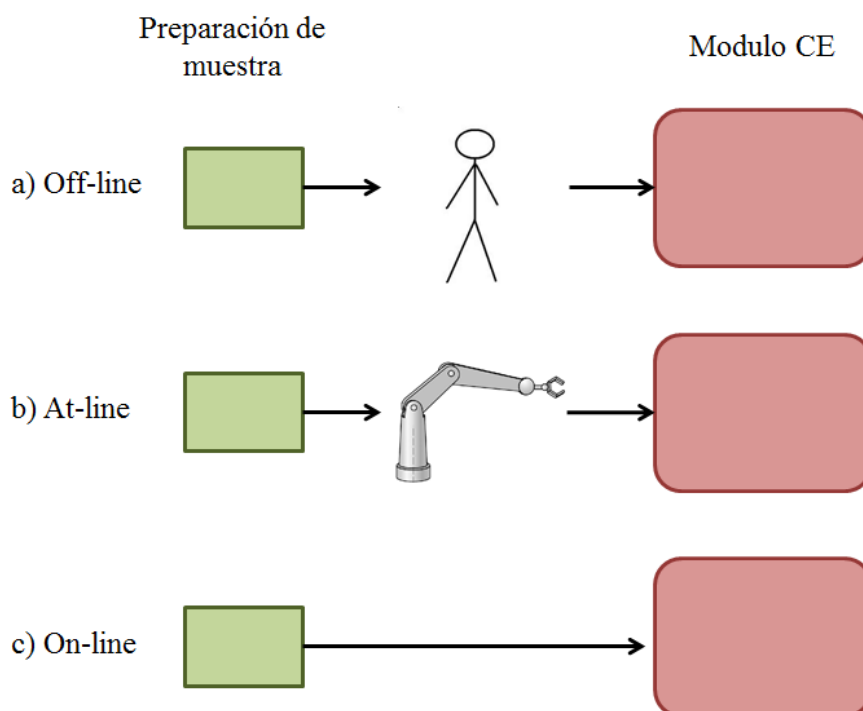 Preparación de
muestra
Modulo CE
a) Off-line
b) At-line
c) On-line